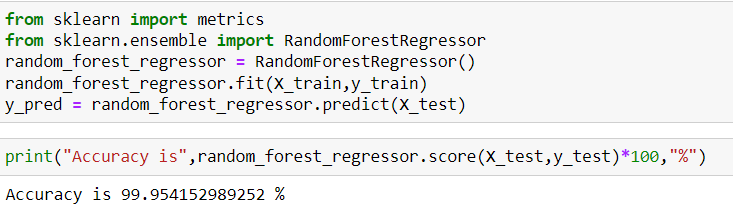 from sklearn import metrics
from sklearn.ensemble import RandomForestRegressor
random_forest_regressor = RandomForestRegressor()
random_forest_regressor.fit(X_train,y_train)
y_pred = random_forest_regressor.predict(X_test)
print("Accuracy is",random_forest_regressor.score(X_test,y_test)*100,"%")
Accuracy is 99.954152989252 %